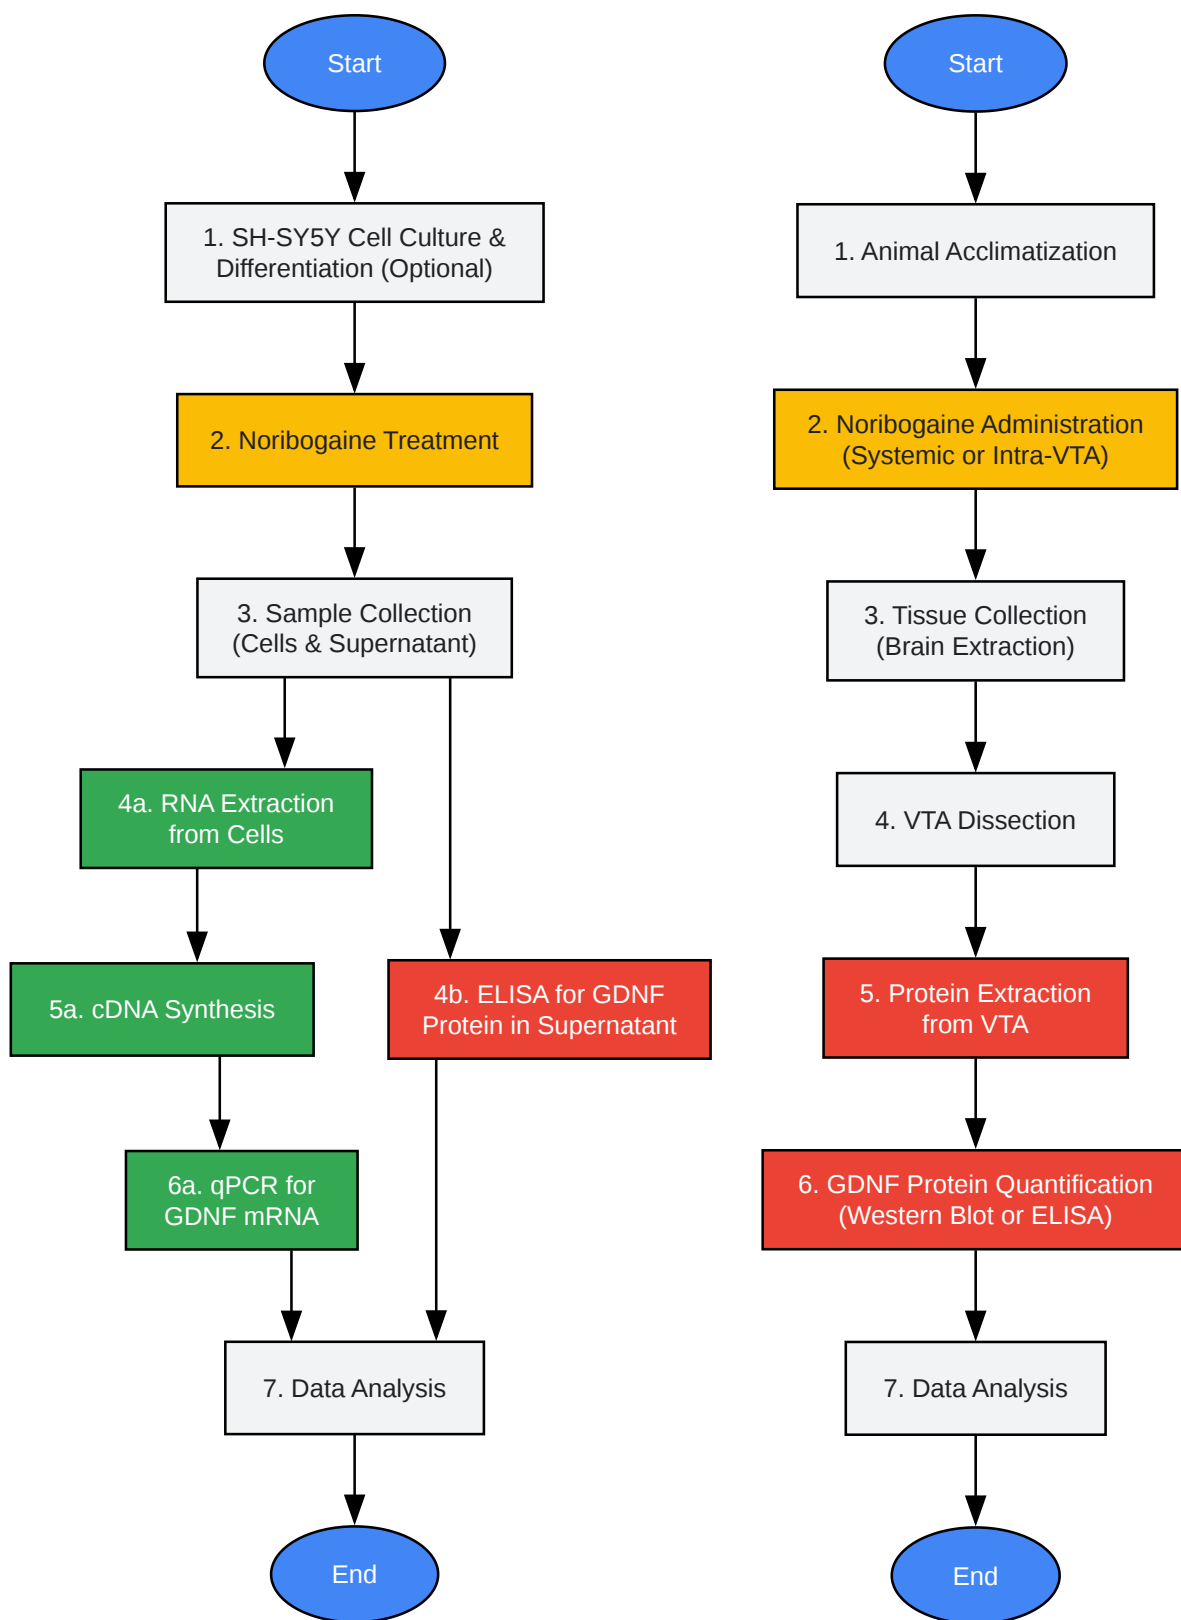 Start
1. SH-SY5Y Cell Culture &
Differentiation (Optional)
2. Noribogaine Treatment
3. Sample Collection
(Cells & Supernatant)
4a. RNA Extraction
from Cells
5a. cDNA Synthesis
4b. ELISA for GDNF
Protein in Supernatant
6a. qPCR for
GDNF mRNA
7. Data Analysis
End
Start
1. Animal Acclimatization
2. Noribogaine Administration
(Systemic or Intra-VTA)
3. Tissue Collection
(Brain Extraction)
4. VTA Dissection
5. Protein Extraction
from VTA
6. GDNF Protein Quantification
(Western Blot or ELISA)
7. Data Analysis
End